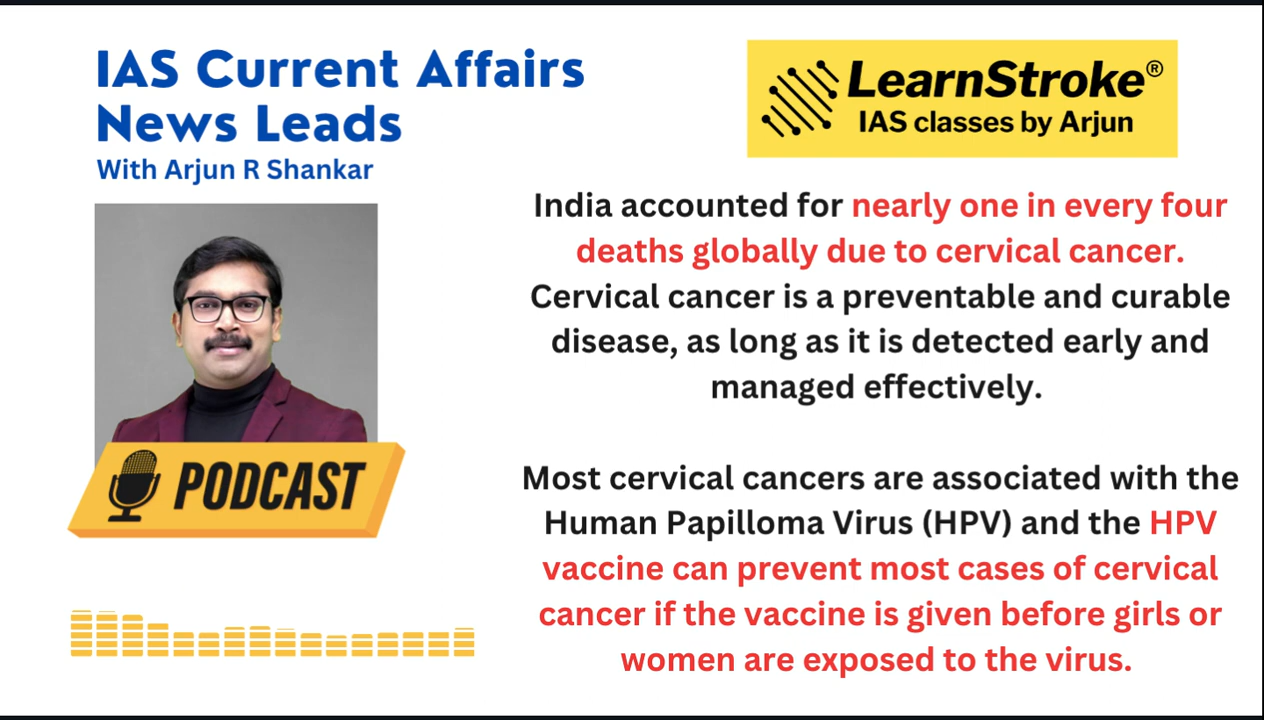 IAS Current Affairs
News Leads
With Arjun R Shankar
LearnStroke®
IAS classes by Arjun
India accounted for nearly one in every four
deaths globally due to cervical cancer.
Cervical cancer is a preventable and curable
disease, as long as it is detected early and
managed effectively.
Most cervical cancers are associated with the
Human Papilloma Virus (HPV) and the HPV
vaccine can prevent most cases of cervical
cancer if the vaccine is given before girls or
women are exposed to the virus.
PODCAST